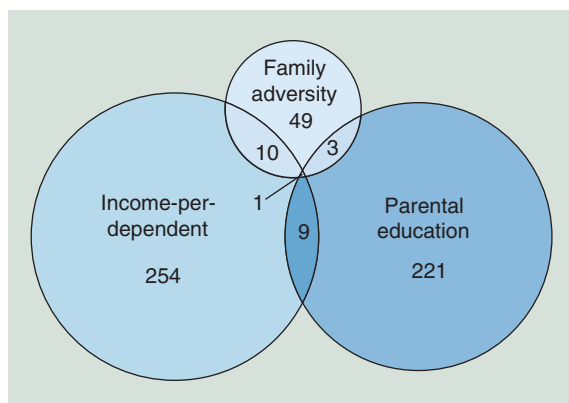 Family
adversity
49
10
3
Income-per-
dependent
1
9
Parental
education
254
221